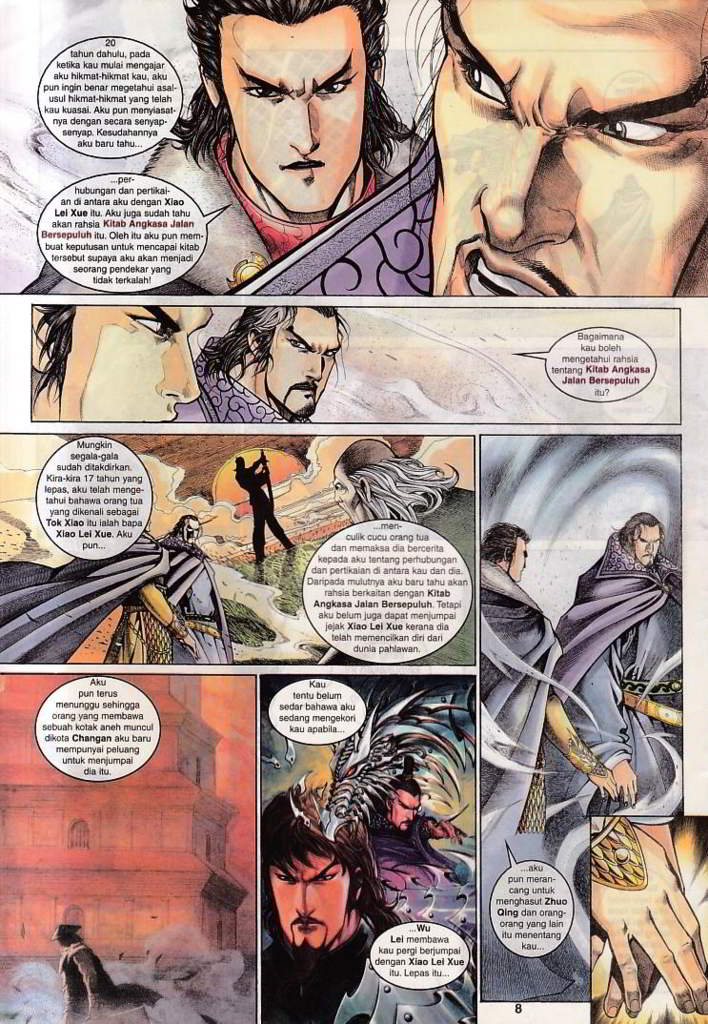 20
tahun dahulu, pada
ketika kau mulai mengajar
aku hikmat-hikmat kau, aku
pun ingin benar megetahui asal-
usul hikmat-hikmat yang telah
kau kuasai. Aku pun menyiasat-
nya dengan secara senyap-
senyap. Kesudahannya
aku baru tahu...
...per-
hubungan dan pertikai-
an di antara aku dengan Xiao
Lei Xue itu. Aku juga sudah tahu
akan rahsia Kitab Angkasa Jalan
Bersepuluh itu. Oleh itu aku pun mem-
buat keputusan untuk mencapai kitab
tersebut supaya aku akan menjadi
seorang pendekar yang
tidak terkalah!
Bagaimana
kau boleh
mengetahui rahsia
tentang Kitab Angkasa
Jalan Bersepuluh
itu?
Mungkin
segala-gala
sudah ditakdirkan.
Kira-kira 17 tahun yang
lepas, aku telah menge-
tahui bahawa orang tua
yang dikenali sebagai
Tok Xiao itu ialah bapa
Xiao Lei Xue. Aku
pun...
...men-
culik cucu orang tua
dan memaksa dia bercerita
kepada aku tentang perhubungan
dan pertikaian di antara kau dan dia.
Daripada mulutnya aku baru tahu akan
rahsia berkaitan dengan Kitab
Angkasa Jalan Bersepuluh. Tetapi
aku belum juga dapat menjumpai
jejak Xiao Lei Xue kerana dia
telah memencilkan diri dari
dunia pahlawan.
Aku
pun terus
menunggu sehingga
orang yang membawa
sebuah kotak aneh muncul
dikota Changan aku baru
mempunyai peluang
untuk menjumpai
dia itu.
Kau
tentu belum
sedar bahawa aku
sedang mengekori
kau apabila...
...Wu
Lei membawa
kau pergi berjumpai
dengan Xiao Lei Xue
itu. Lepas itu...
...aku
pun meran-
cang untuk
menghasut Zhuo
Qing dan orang-
orang yang lain
itu menentang
kau...
8